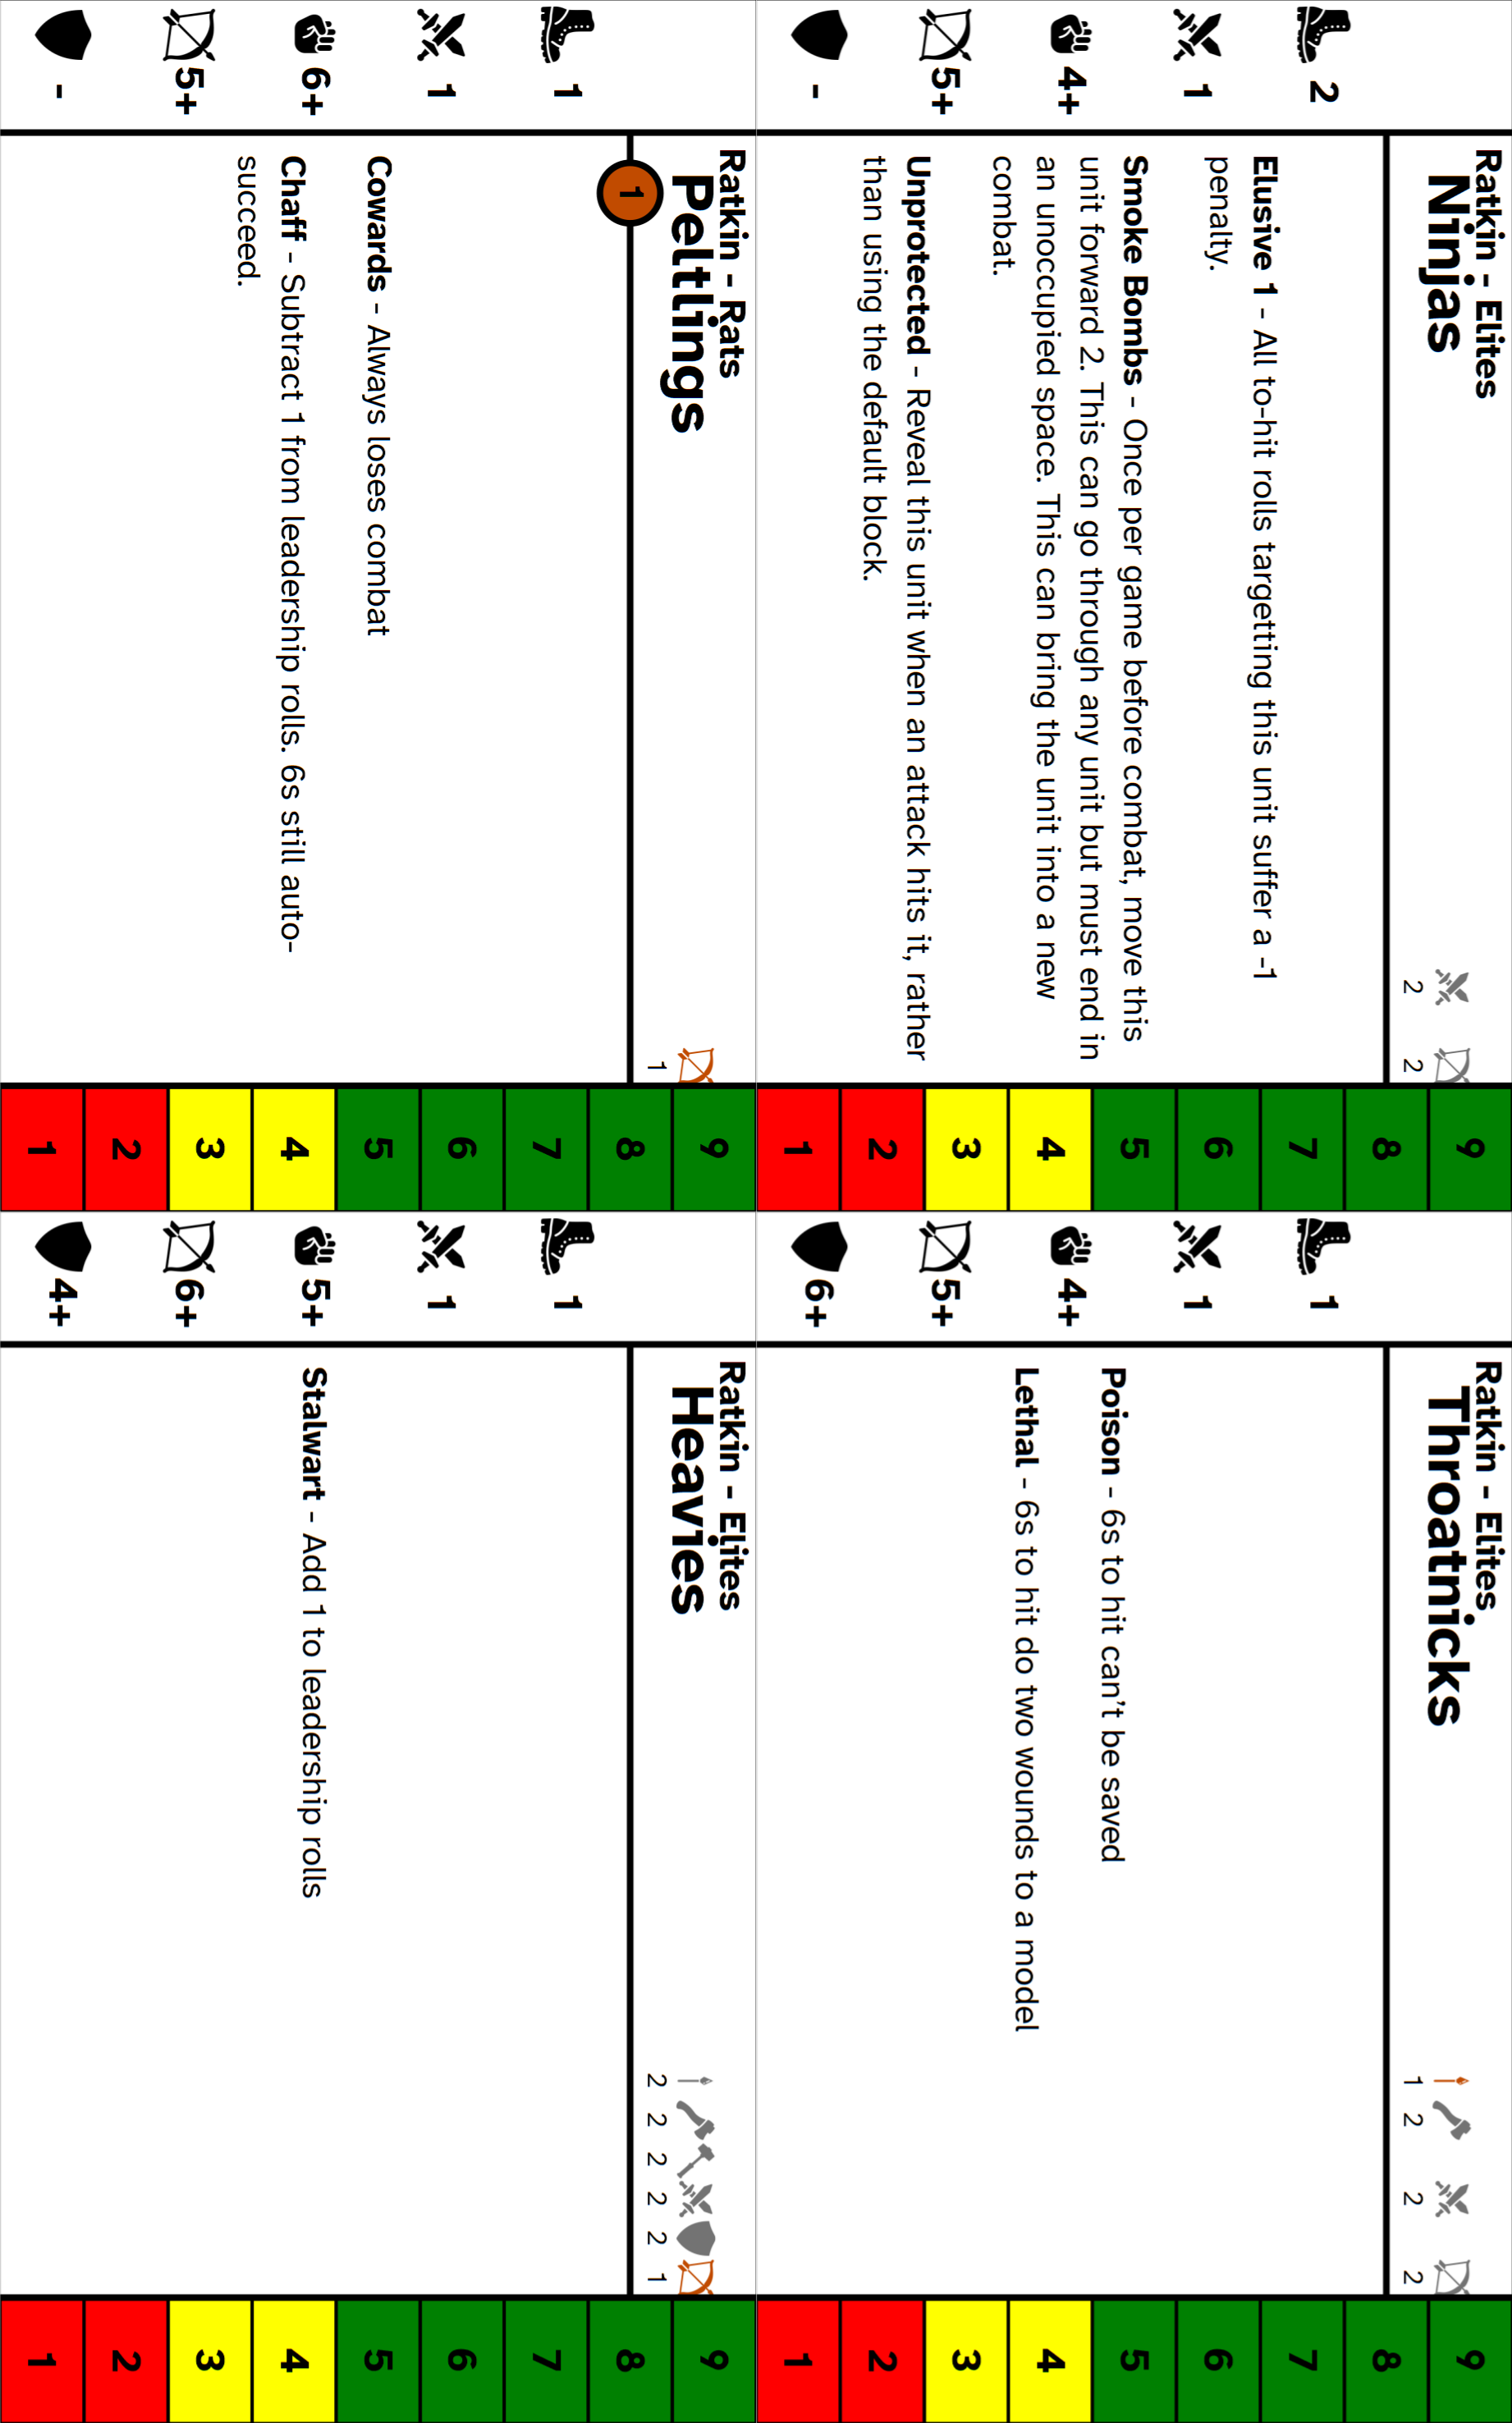 Ratkin - Elites
Ninjas
2 2
2
1
4+
5+
-
Elusive 1 - All to-hit rolls targetting this unit suffer a -1
penalty.
Smoke Bombs - Once per game before combat, move this
unit forward 2. This can go through any unit but must end in
an unoccupied space. This can bring the unit into a new
combat.
Unprotected - Reveal this unit when an attack hits it, rather
than using the default block.
9
8
7
6
5
4
3
2
1
Ratkin - Elites
Throatnicks
1 2 2 2
1
1
4+
5+
6+
Poison - 6s to hit can't be saved
Lethal - 6s to hit do two wounds to a model
9
8
7
6
5
4
3
2
1
Ratkin - Rats
Peltlings
1
1
1
1
6+
5+
-
Cowards - Always loses combat
Chaff - Subtract 1 from leadership rolls. 6s still auto-
succeed.
9
8
7
6
5
4
3
2
1
Ratkin - Elites
Heavies
2 2 2 2 2 1
1
1
5+
6+
4+
Stalwart - Add 1 to leadership rolls
9
8
7
6
5
4
3
2
1